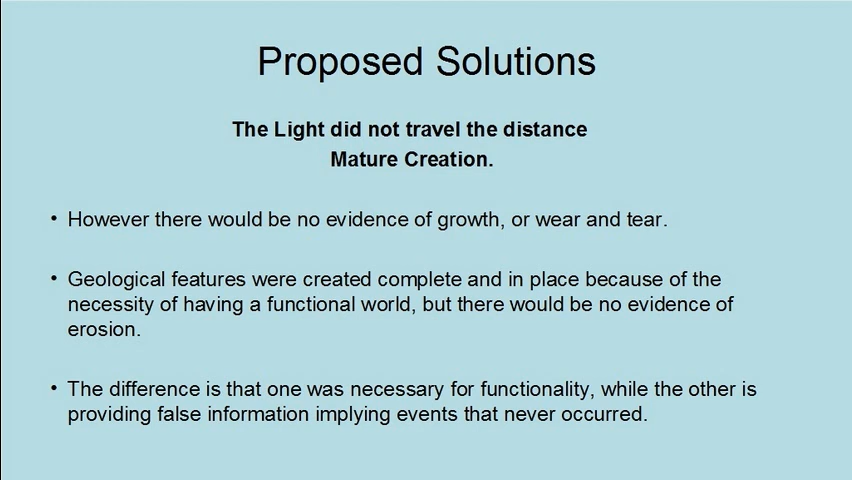 Proposed Solutions
The Light did not travel the distance
Mature Creation.
• However there would be no evidence of growth, or wear and tear.
• Geological features were created complete and in place because of the
necessity of having a functional world, but there would be no evidence of
erosion.
• The difference is that one was necessary for functionality, while the other is
providing false information implying events that never occurred.